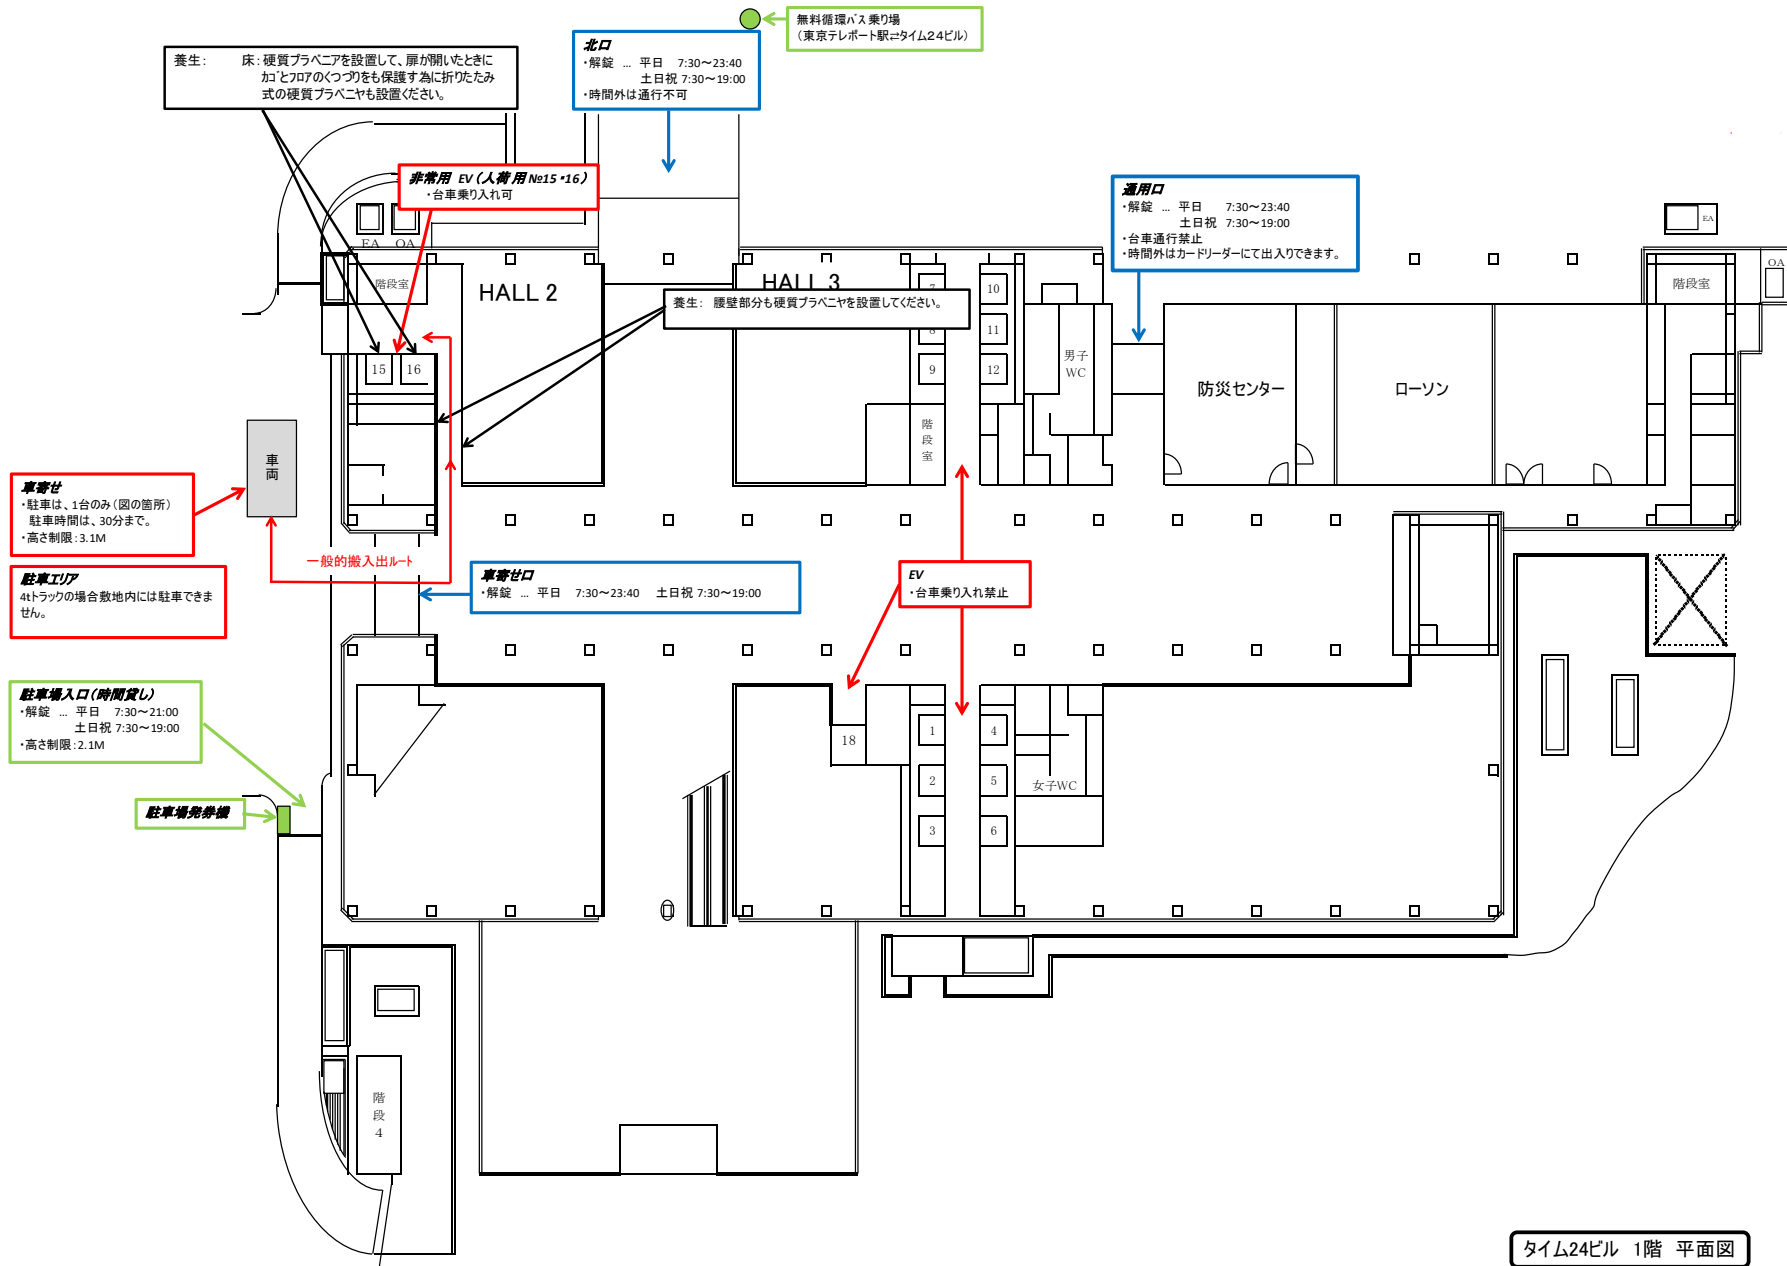 無料循環バス乗り場
（東京テレポート駅⇄タイム24ビル）
養生：　床：硬質プラベニアを設置して、扉が開いたときに
カゴとフロアのくつづりをも保護す為に折りたたみ
式の硬質プラベニヤも設置ください。
北口
・解錠 … 平日 7:30～23:40
土日祝 7:30～19:00
・時間外は通行不可
非常用 EV（人荷用 №15・16）
・台車乗り入れ可
通用口
・解錠 … 平日 7:30～23:40
土日祝 7:30～19:00
・台車通行禁止
・時間外はカードリーダーにて出入りできます。
EA
OA
EA
OA
階段室
HALL 2
HALL 3
養生： 腰壁部分も硬質プラベニヤを設置してください。
階段室
7
8
9
10
11
12
15
16
男子
WC
防災センター
ローソン
階
段
室
車
両
車寄せ
・駐車は、1台のみ（図の箇所）
駐車時間は、30分まで。
・高さ制限：3.1M
一般的搬入出ルート
駐車エリア
4tトラックの場合敷地内には駐車できま
せん。
車寄せ口
・解錠 … 平日 7:30～23:40 土日祝 7:30～19:00
EV
・台車乗り入れ禁止
駐車場入口（時間貸し）
・解錠 … 平日 7:30～21:00
土日祝 7:30～19:00
・高さ制限：2.1M
駐車場発券機
18
1
2
3
4
5
6
女子WC
階
段
4
タイム24ビル 1階 平面図